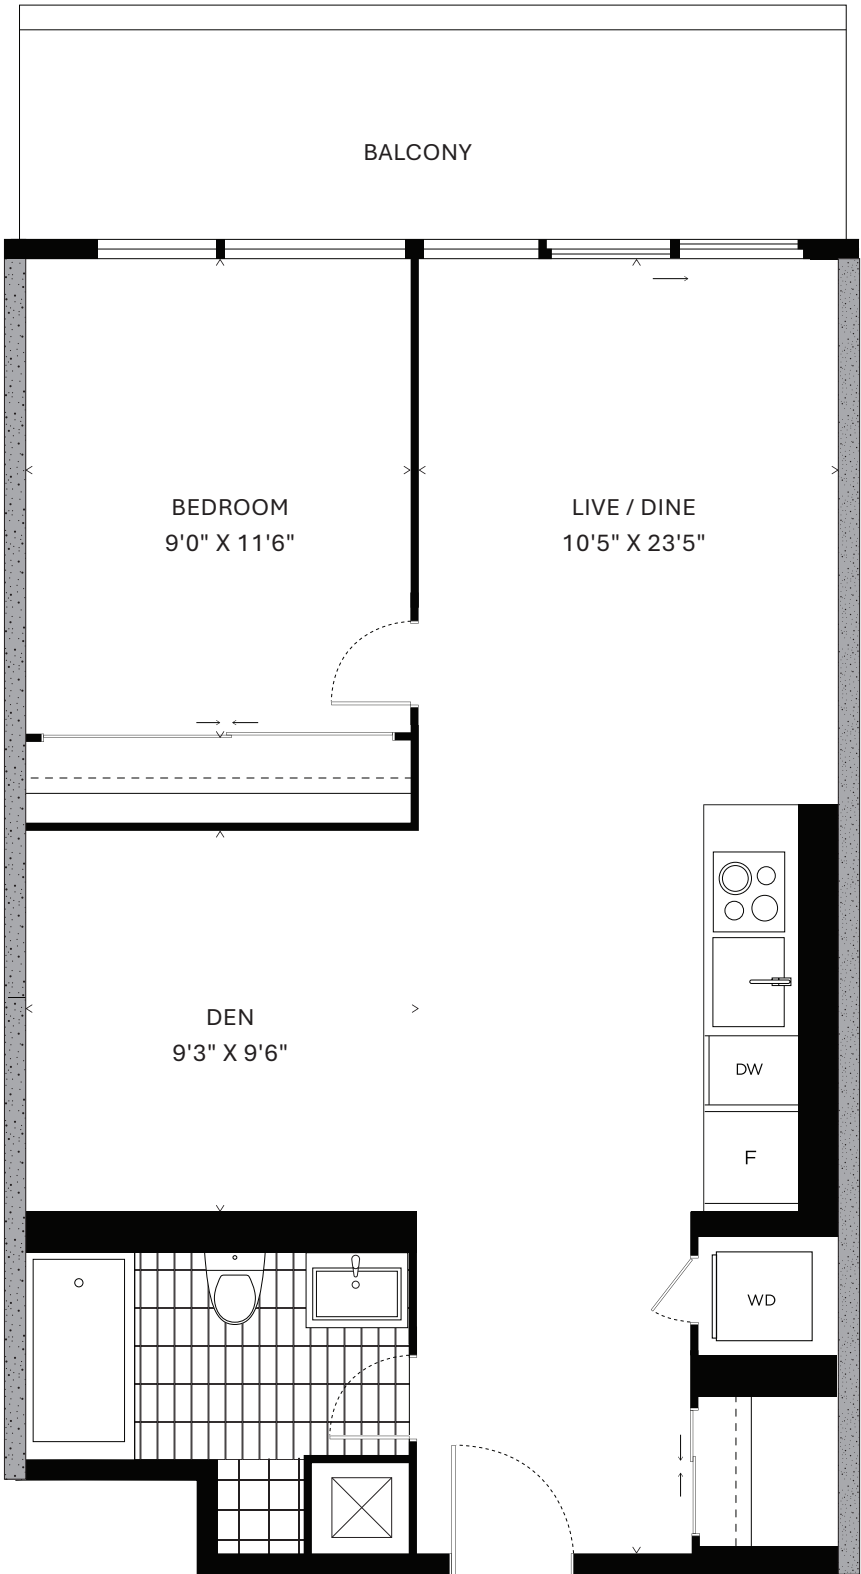 BALCONY
BEDROOM
9'0" X 11'6"
LIVE / DINE
10'5" X 23'5"
DEN
9'3" X 9'6"
DW
F
WD